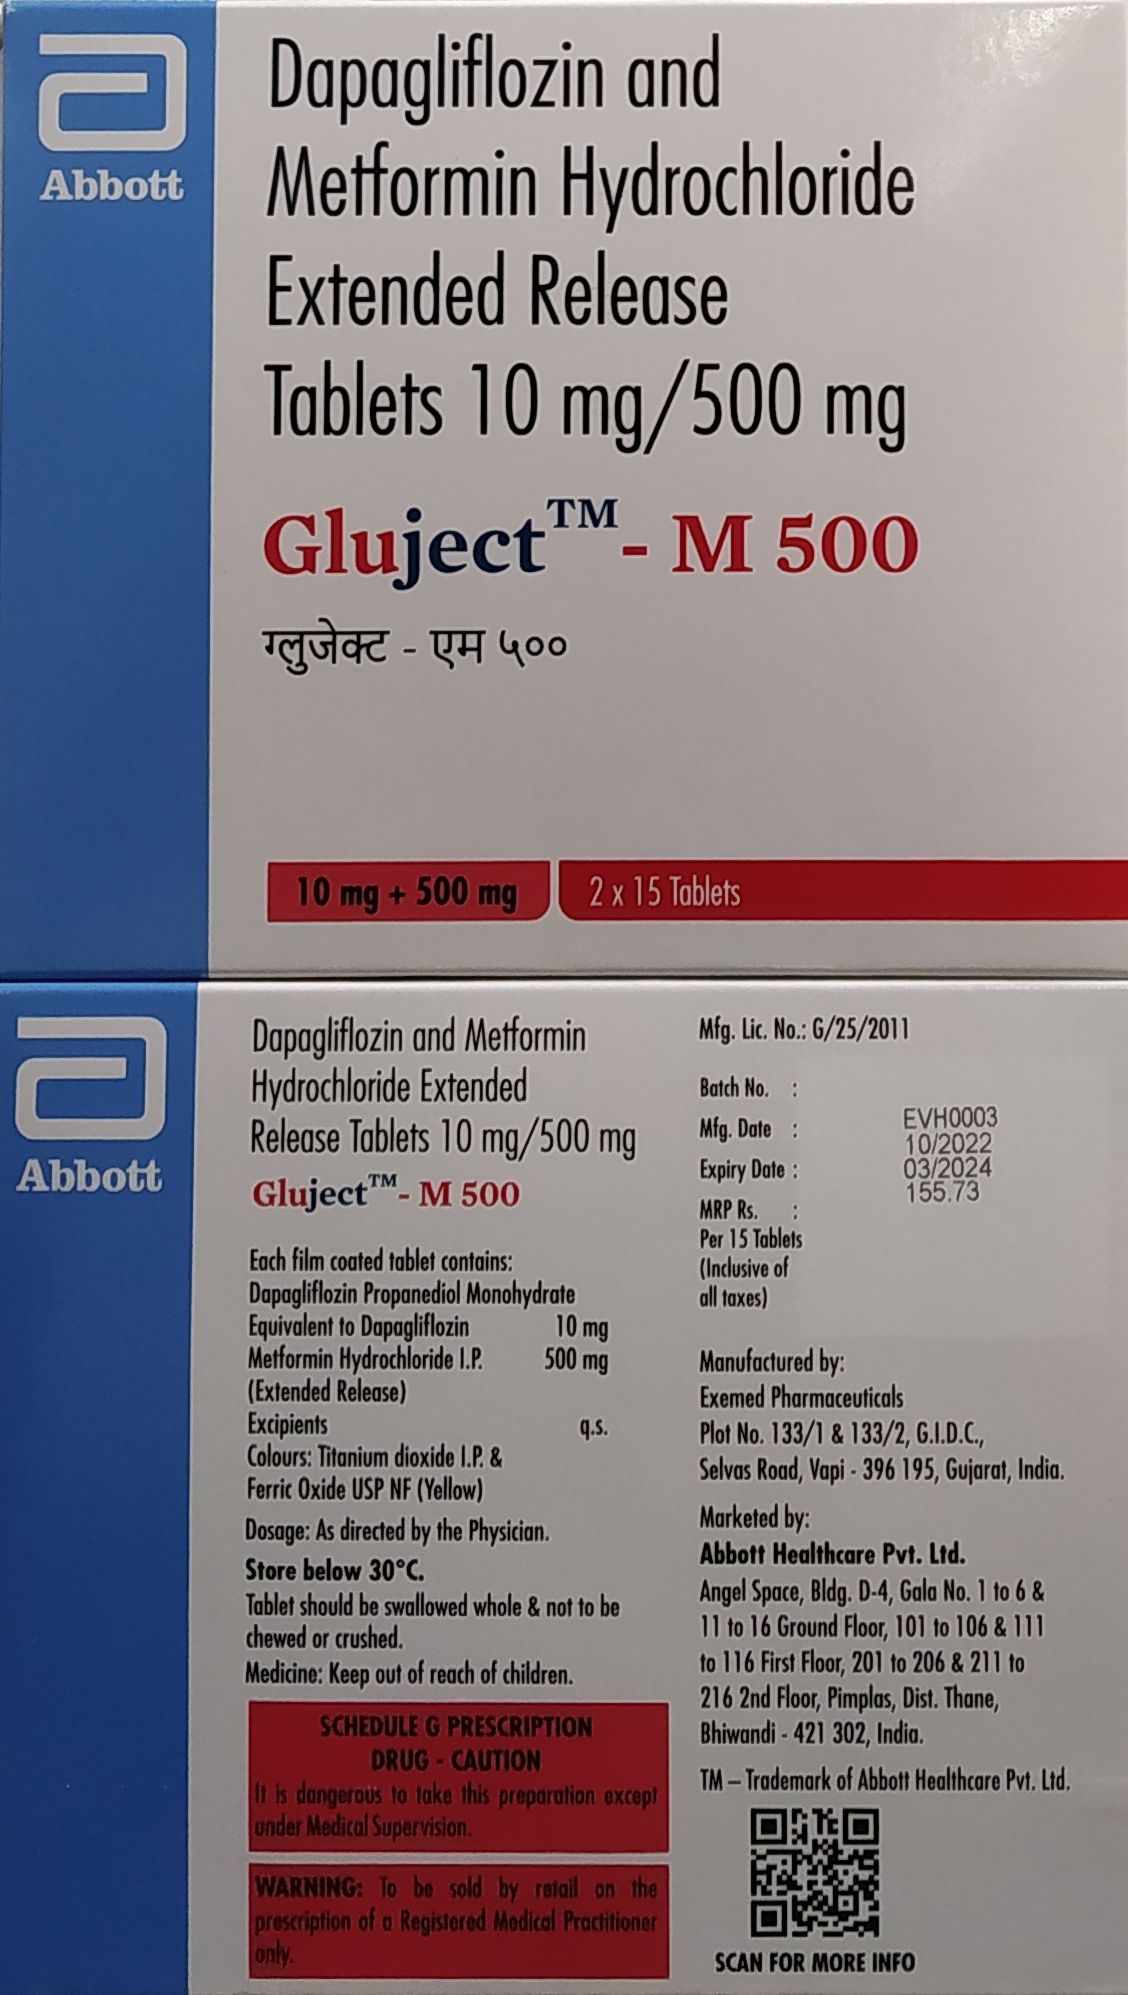 Abbott
Dapagliflozin and
Metformin Hydrochloride
Extended Release
Tablets 10 mg/500 mg
Gluject™- M 500
ग्लुजेक्ट - एम ५००
10 mg + 500 mg
2 x 15 Tablets
Abbott
Dapagliflozin and Metformin
Hydrochloride Extended
Release Tablets 10 mg/500 mg
Gluject™- M 500
Each film coated tablet contains:
Dapagliflozin Propanediol Monohydrate
Equivalent to Dapagliflozin 10 mg
Metformin Hydrochloride I.P. 500 mg
(Extended Release)
Excipients q.s.
Colours: Titanium dioxide I.P. &
Ferric Oxide USP NF (Yellow)
Dosage: As directed by the Physician.
Store below 30°C.
Tablet should be swallowed whole & not to be
chewed or crushed.
Medicine: Keep out of reach of children.
SCHEDULE G PRESCRIPTION
DRUG - CAUTION
It is dangerous to take this preparation except
under Medical Supervision.
WARNING: To be sold by retail on the
prescription of a Registered Medical Practitioner
only.
Mfg. Lic. No.: G/25/2011
Batch No. :
Mfg. Date :
Expiry Date :
MRP Rs. :
Per 15 Tablets
(Inclusive of
all taxes)
EVH0003
10/2022
03/2024
155.73
Manufactured by:
Exemed Pharmaceuticals
Plot No. 133/1 & 133/2, G.I.D.C.,
Selvas Road, Vapi - 396 195, Gujarat, India.
Marketed by:
Abbott Healthcare Pvt. Ltd.
Angel Space, Bldg. D-4, Gala No. 1 to 6 &
11 to 16 Ground Floor, 101 to 106 & 111
to 116 First Floor, 201 to 206 & 211 to
216 2nd Floor, Pimplas, Dist. Thane,
Bhiwandi - 421 302, India.
TM – Trademark of Abbott Healthcare Pvt. Ltd.
SCAN FOR MORE INFO